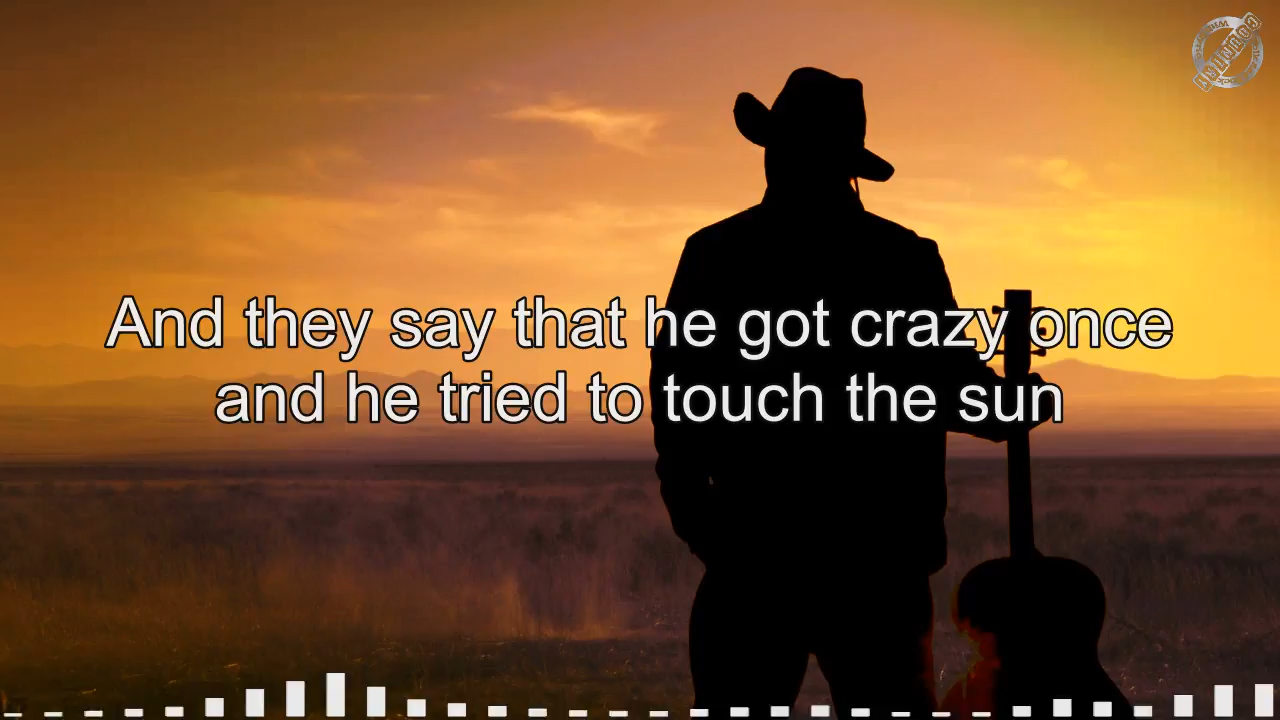 And they say that he got crazy once
and he tried to touch the sun